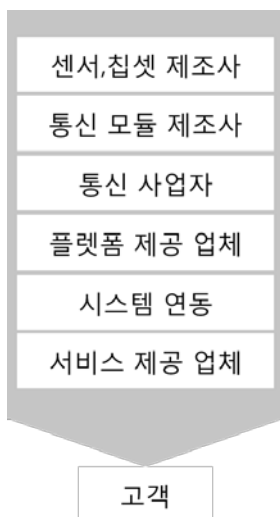 센서,칩셋 제조사
통신 모듈 제조사
통신 사업자
플렛폼 제공 업체
시스템 연동
서비스 제공 업체
고객